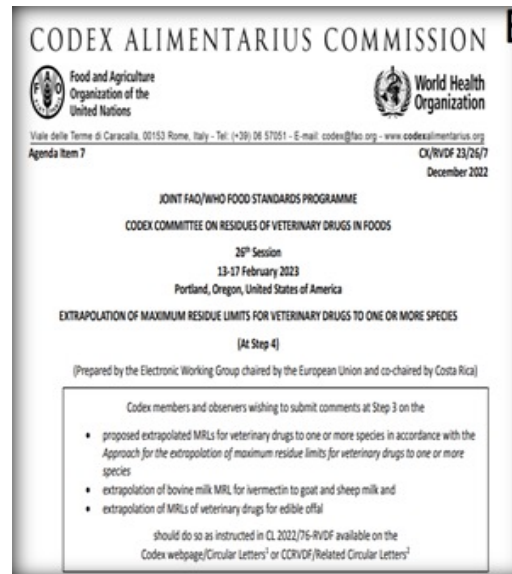 CODEX ALIMENTARIUS COMMISSION
E
Food and Agriculture
Organization of the
United Nations
World Health
Organization
Viale delle Terme di Caracalla, 00153 Rome, Italy - Tel: (+39) 06 57051 - E-mail: codex@fao.org - www.codexalimentarius.org
Agenda Item 7
CX/RVDF 23/26/7
December 2022
JOINT FAO/WHO FOOD STANDARDS PROGRAMME
CODEX COMMITTEE ON RESIDUES OF VETERINARY DRUGS IN FOODS
26th Session
13-17 February 2023
Portland, Oregon, United States of America
EXTRAPOLATION OF MAXIMUM RESIDUE LIMITS FOR VETERINARY DRUGS TO ONE OR MORE SPECIES
(At Step 4)
(Prepared by the Electronic Working Group chaired by the European Union and co-chaired by Costa Rica)
Codex members and observers wishing to submit comments at Step 3 on the
• proposed extrapolated MRLs for veterinary drugs to one or more species in accordance with the
Approach for the extrapolation of maximum residue limits for veterinary drugs to one or more
species
• extrapolation of bovine milk MRL for ivermectin to goat and sheep milk and
• extrapolation of MRLs of veterinary drugs for edible offal
should do so as instructed in CL 2022/76-RVDF available on the
Codex webpage/Circular Letters1 or CCRVDF/Related Circular Letters2